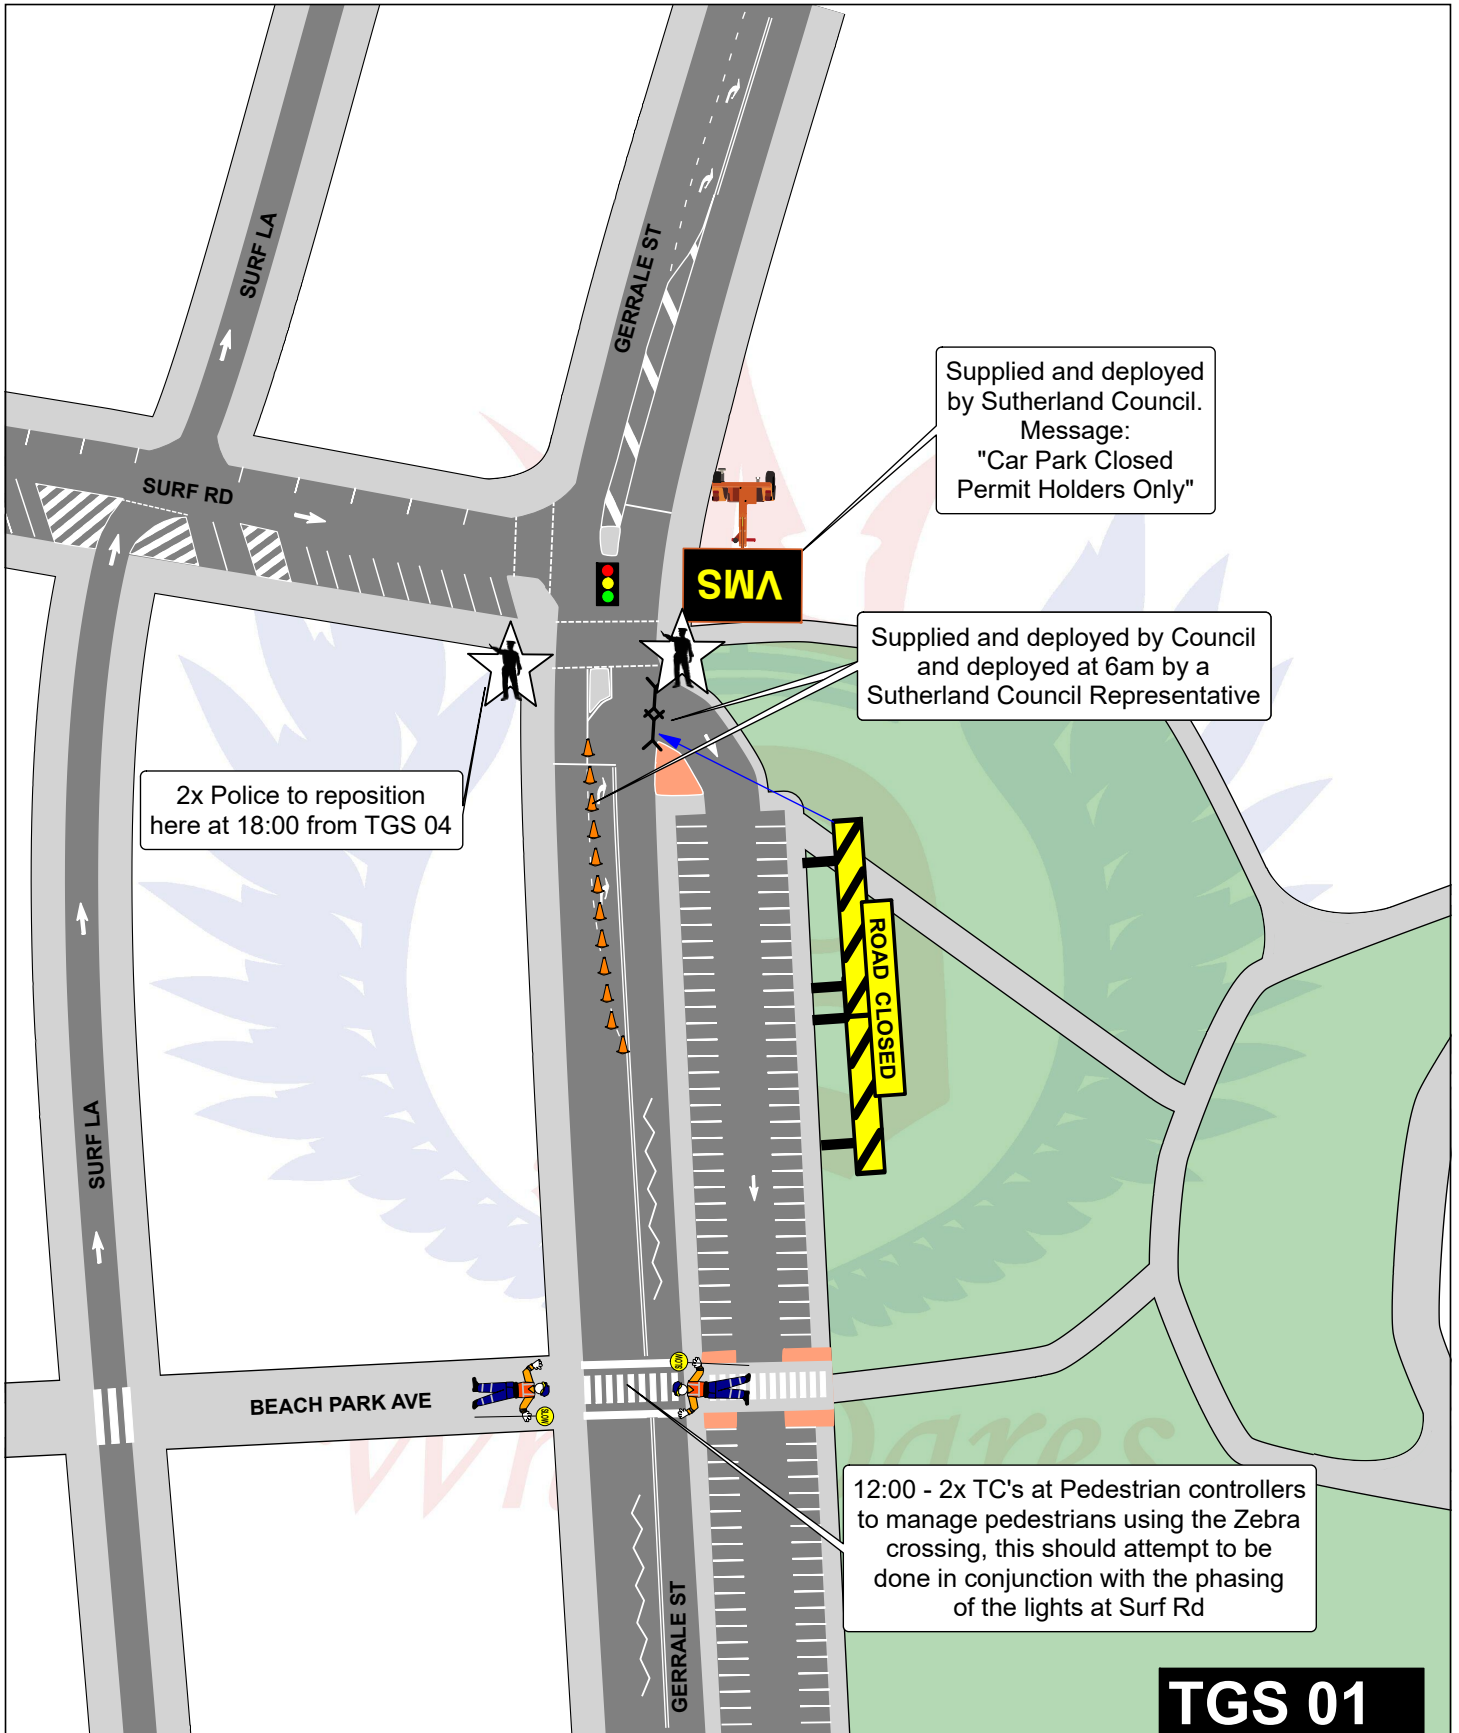 SURF LA
GERRALE ST
Supplied and deployed
by Sutherland Council.
Message:
"Car Park Closed
Permit Holders Only"
SURF RD
VMS
Supplied and deployed by Council
and deployed at 6am by a
Sutherland Council Representative
2x Police to reposition
here at 18:00 from TGS 04
ROAD CLOSED
SURF LA
SLOW
BEACH PARK AVE
SLOW
12:00 - 2x TC's at Pedestrian controllers
to manage pedestrians using the Zebra
crossing, this should attempt to be
done in conjunction with the phasing
of the lights at Surf Rd
GERRALE ST
TGS 01